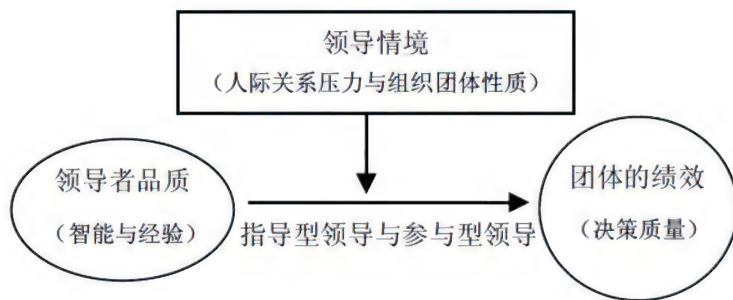 领导情境
（人际关系压力与组织团体性质）
领导者品质
（智能与经验）
指导型领导与参与型领导
团体的绩效
（决策质量）